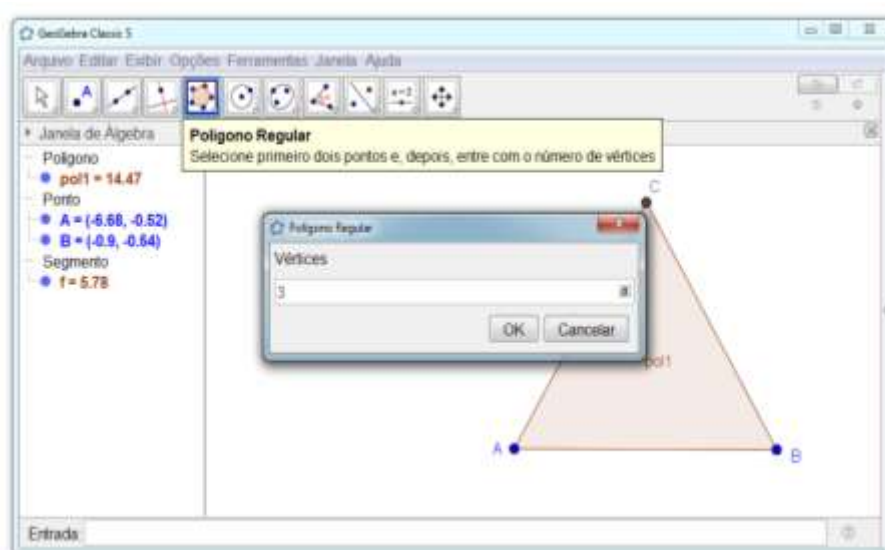 GeoGebra Classic 5
Arquivo Editar Exibir Opções Ferramentas Janela Ajuda
A
a=2
Polígono Regular
Selecione primeiro dois pontos e, depois, entre com o número de vértices
Janela de Álgebra
Polígono
pol1 = 14.47
Ponto
A = (-6.68, -0.52)
B = (-0.9, -0.54)
Segmento
f = 5.78
C
Polígono Regular
Vértices
3
OK Cancelar
pol1
A
B
Entrada: